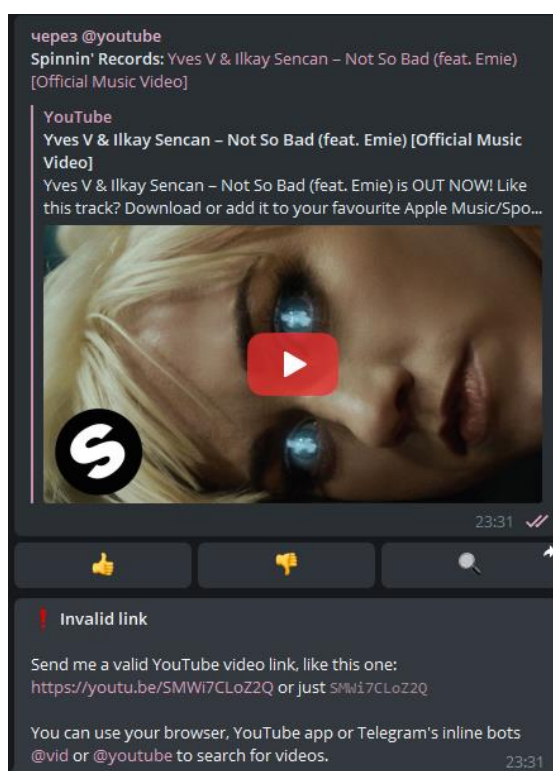 через @youtube
Spinnin' Records: Yves V & Ilkay Sencan – Not So Bad (feat. Emie)
[Official Music Video]
YouTube
Yves V & Ilkay Sencan – Not So Bad (feat. Emie) [Official Music
Video]
Yves V & Ilkay Sencan – Not So Bad (feat. Emie) is OUT NOW! Like
this track? Download or add it to your favourite Apple Music/Spo...
S
23:31
Invalid link
Send me a valid YouTube video link, like this one:
https://youtu.be/SMWi7CLoZ2Q or just SMWi7CLoZ2Q
You can use your browser, YouTube app or Telegram's inline bots
@vid or @youtube to search for videos.
23:31